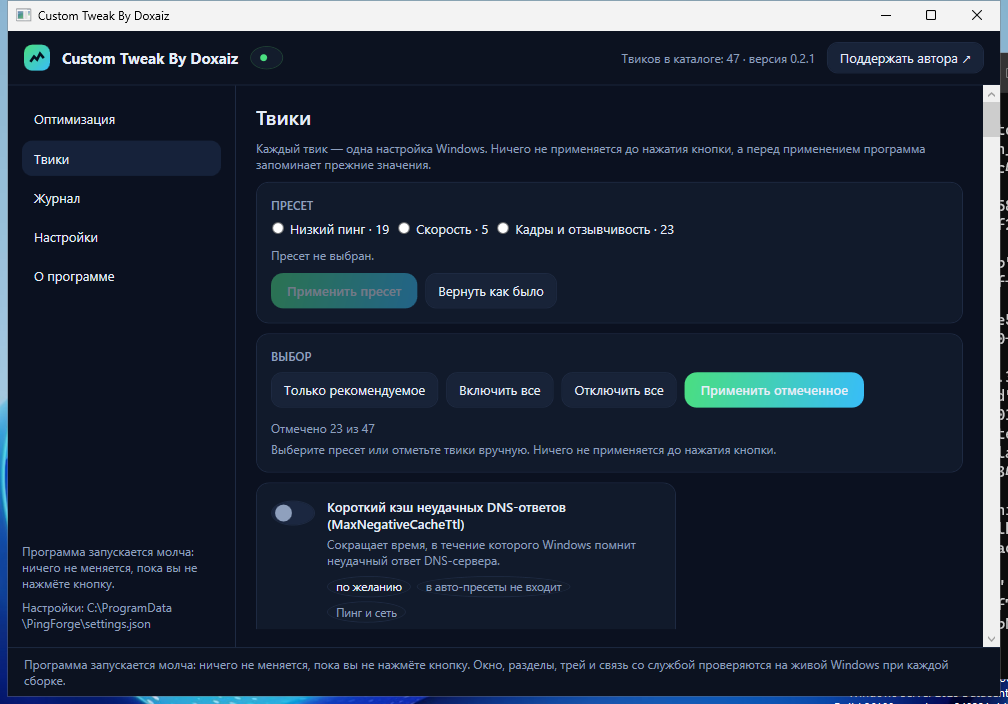 Custom Tweak By Doxaiz
Custom Tweak By Doxaiz
Твиков в каталоге: 47 · версия 0.2.1
Поддержать автора ↗
Оптимизация
Твики
Журнал
Настройки
О программе
Программа запускается молча:
ничего не меняется, пока вы не
нажмёте кнопку.
Настройки: C:\ProgramData
\PingForge\settings.json
Твики
Каждый твик — одна настройка Windows. Ничего не применяется до нажатия кнопки, а перед применением программа
запоминает прежние значения.
ПРЕСЕТ
Низкий пинг · 19 Скорость · 5 Кадры и отзывчивость · 23
Пресет не выбран.
Применить пресет
Вернуть как было
ВЫБОР
Только рекомендуемое
Включить все
Отключить все
Применить отмеченное
Отмечено 23 из 47
Выберите пресет или отметьте твики вручную. Ничего не применяется до нажатия кнопки.
Короткий кэш неудачных DNS-ответов
(MaxNegativeCacheTtl)
Сокращает время, в течение которого Windows помнит
неудачный ответ DNS-сервера.
по желанию
в авто-пресеты не входит
Пинг и сеть
Программа запускается молча: ничего не меняется, пока вы не нажмёте кнопку. Окно, разделы, трей и связь со службой проверяются на живой Windows при каждой
сборке.